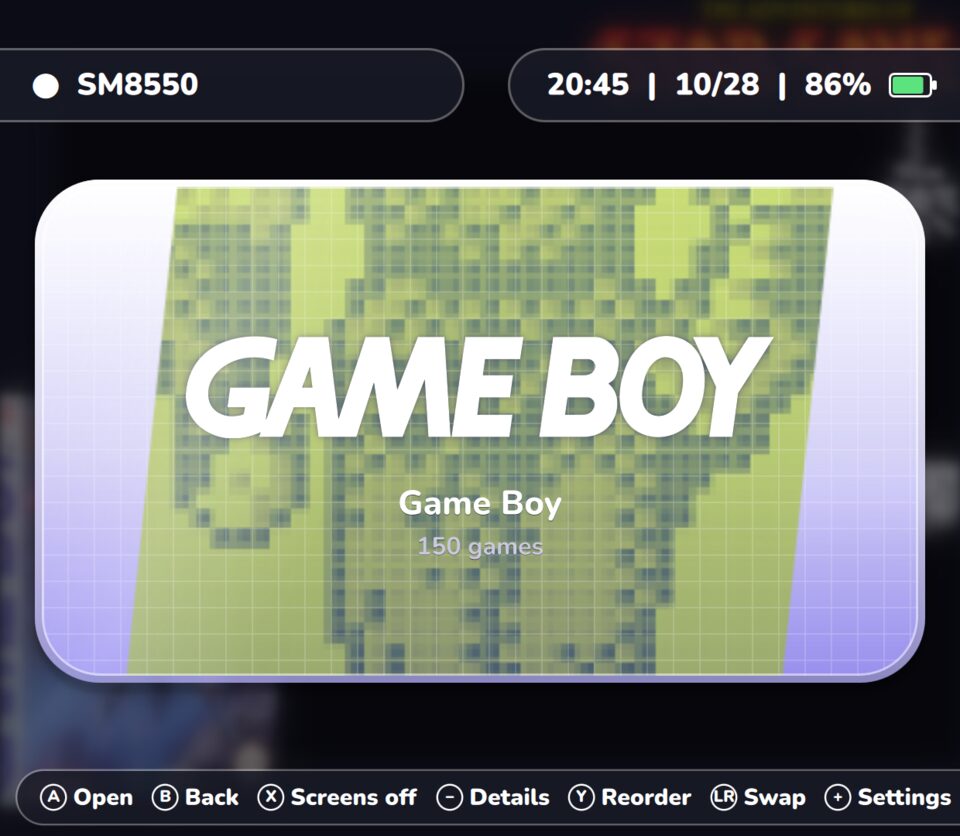 SM8550
20:45 | 10/28 | 86%
GAME BOY
Game Boy
150 games
A Open B Back X Screens off - Details Y Reorder LR Swap + Settings